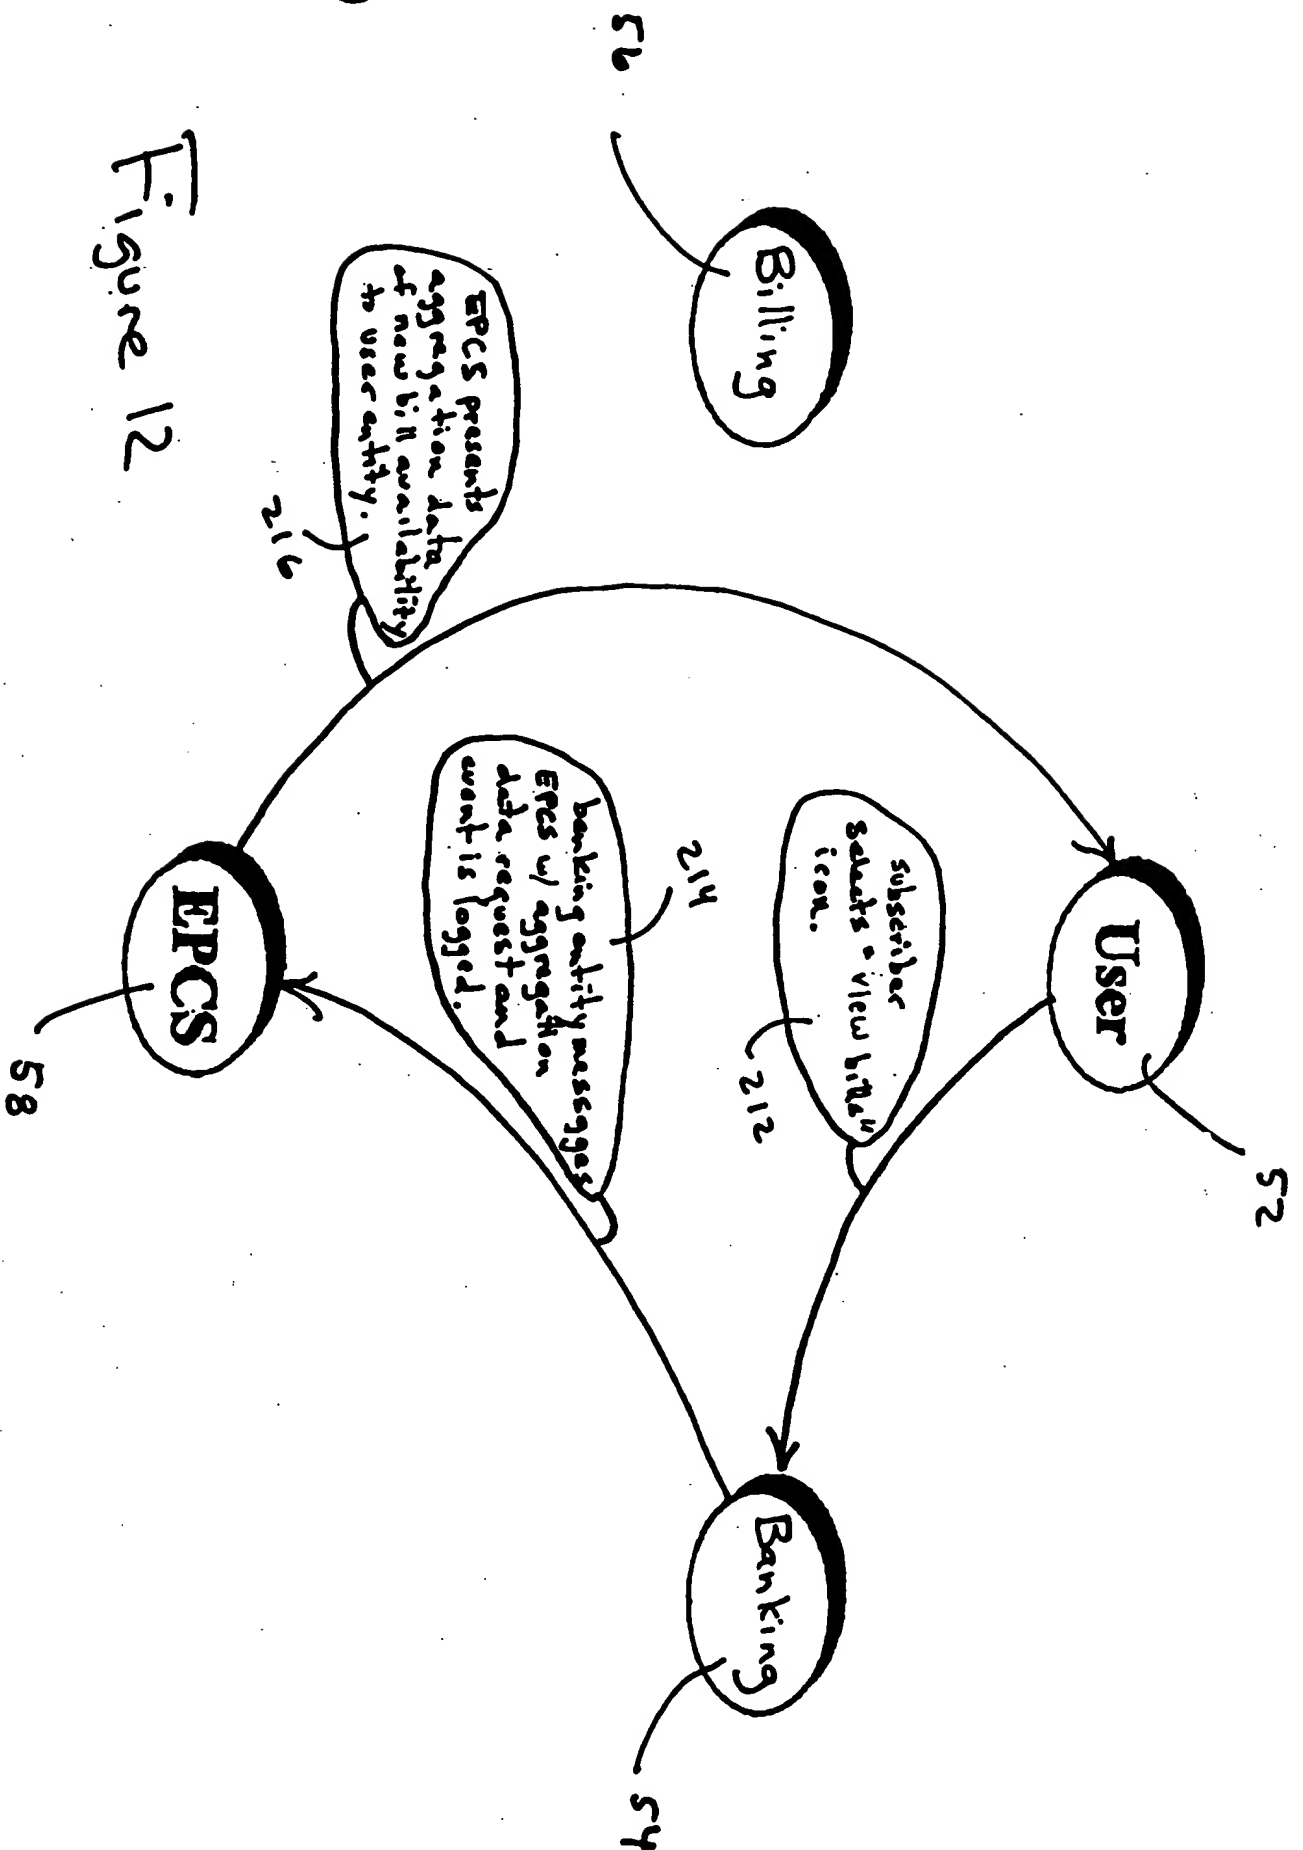 52
User
subscriber
selects "view bills"
icon.
212
56
Billing
Banking
54
214
banking entity messages
EPCS w/ aggregation
data request and
event is logged.
EPCS presents
aggregation data
of new bill availability
to user entity.
216
EPCS
58
Figure 12